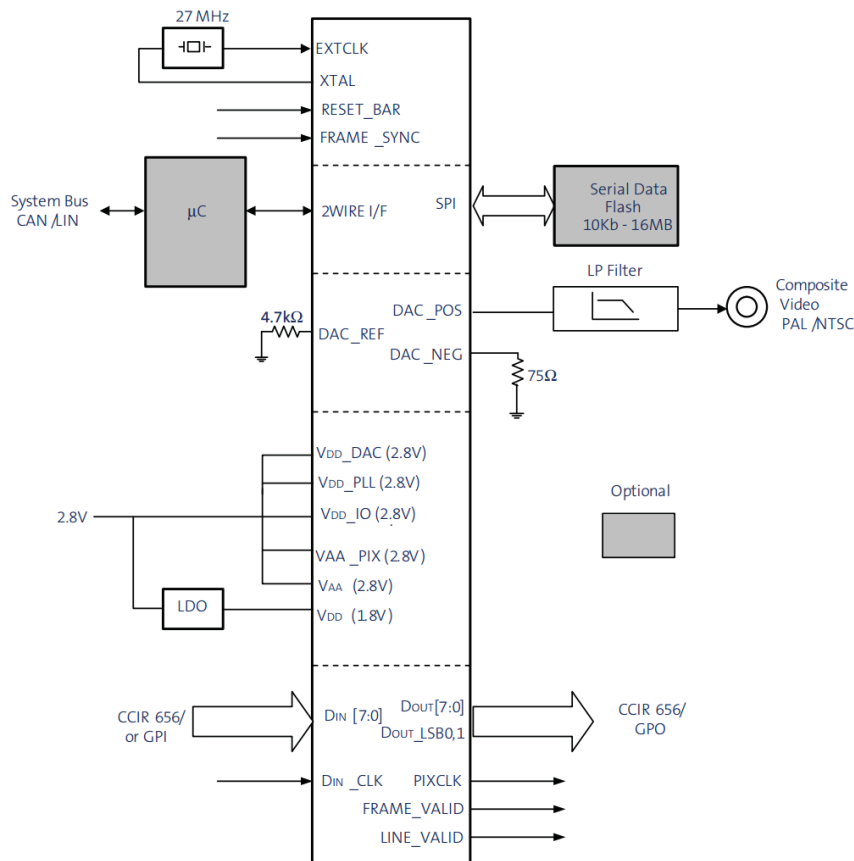 27 MHz
EXTCLK
XTAL
RESET_BAR
FRAME _SYNC
System Bus
CAN /LIN
µC
2WIRE I/F
SPI
Serial Data
Flash
10Kb - 16MB
LP Filter
4.7kΩ
DAC_REF
DAC _POS
DAC _NEG
75Ω
Composite
Video
PAL /NTSC
2.8V
VDD_DAC (2.8V)
VDD_PLL (2.8V)
VDD_IO (2.8V)
VAA _PIX (2.8V)
VAA (2.8V)
LDO
VDD (1.8V)
Optional
CCIR 656/
or GPI
DIN [7:0]
DOUT[7:0]
DOUT_LSB0,1
CCIR 656/
GPO
DIN _CLK
PIXCLK
FRAME_VALID
LINE_VALID